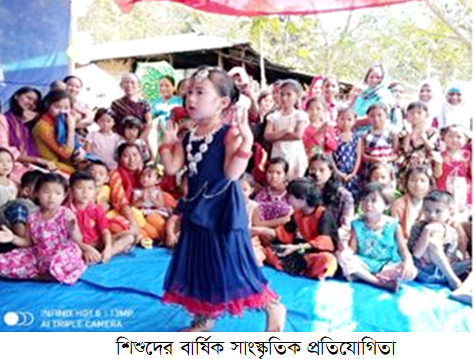 INFINIX HOT 8 | 13MP
AI TRIPLE CAMERA
শিশুদের বার্ষিক সাংস্কৃতিক প্রতিযোগিতা